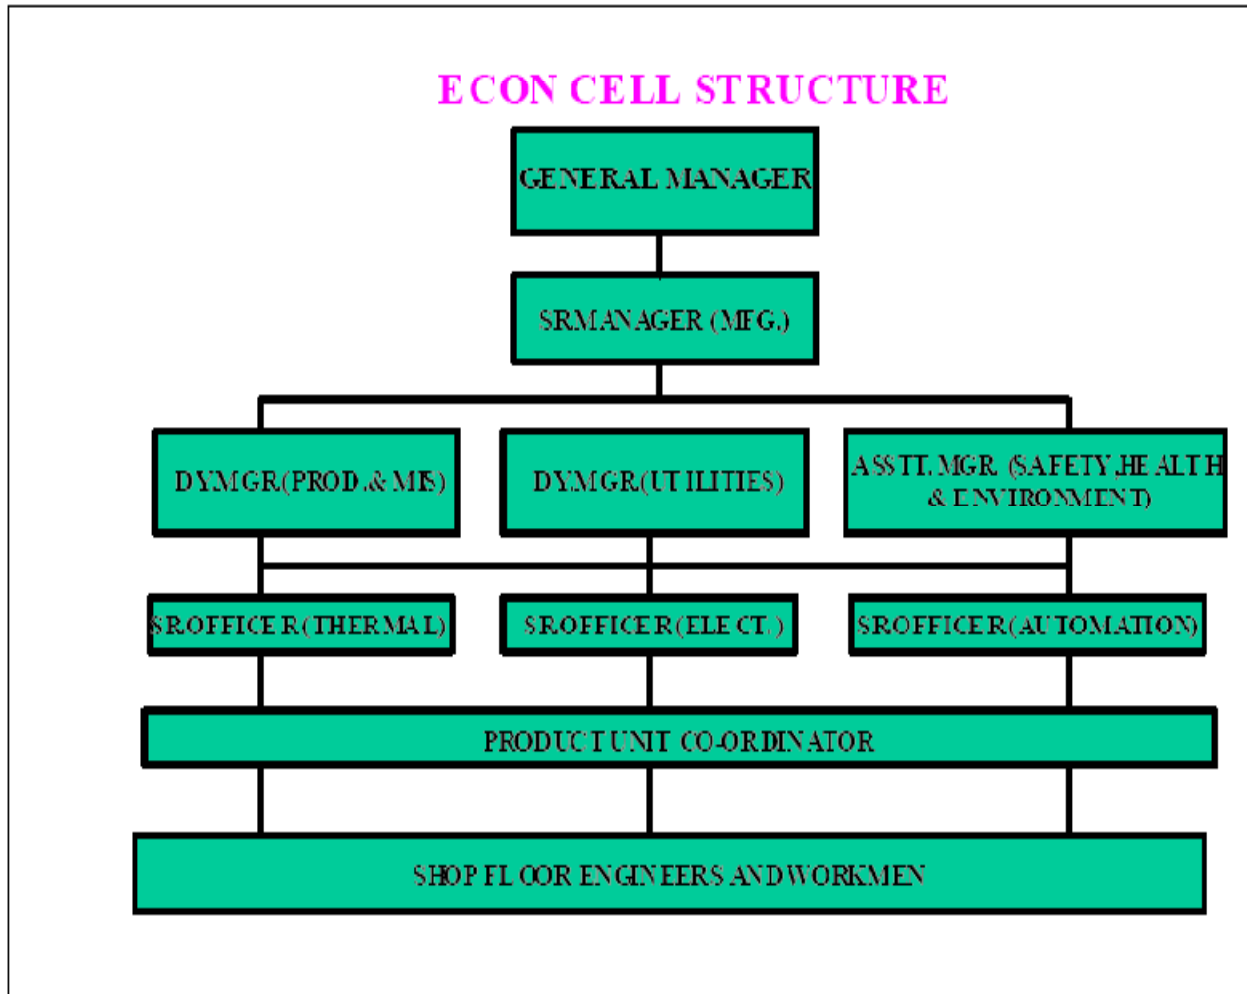 ECON CELL STRUCTURE
GENERAL MANAGER
SR.MANAGER (MFG.)
DY.MGR(PROD.& MIS)
DY.MGR(UTILITIES)
ASSTT. MGR. (SAFETY,HEALTH
& ENVIRONMENT)
SR.OFFICER(THERMAL)
SR.OFFICER(ELECT.)
SR.OFFICER(AUTOMATION)
PRODUCT UNIT CO-ORDINATOR
SHOP FLOOR ENGINEERS AND WORKMEN